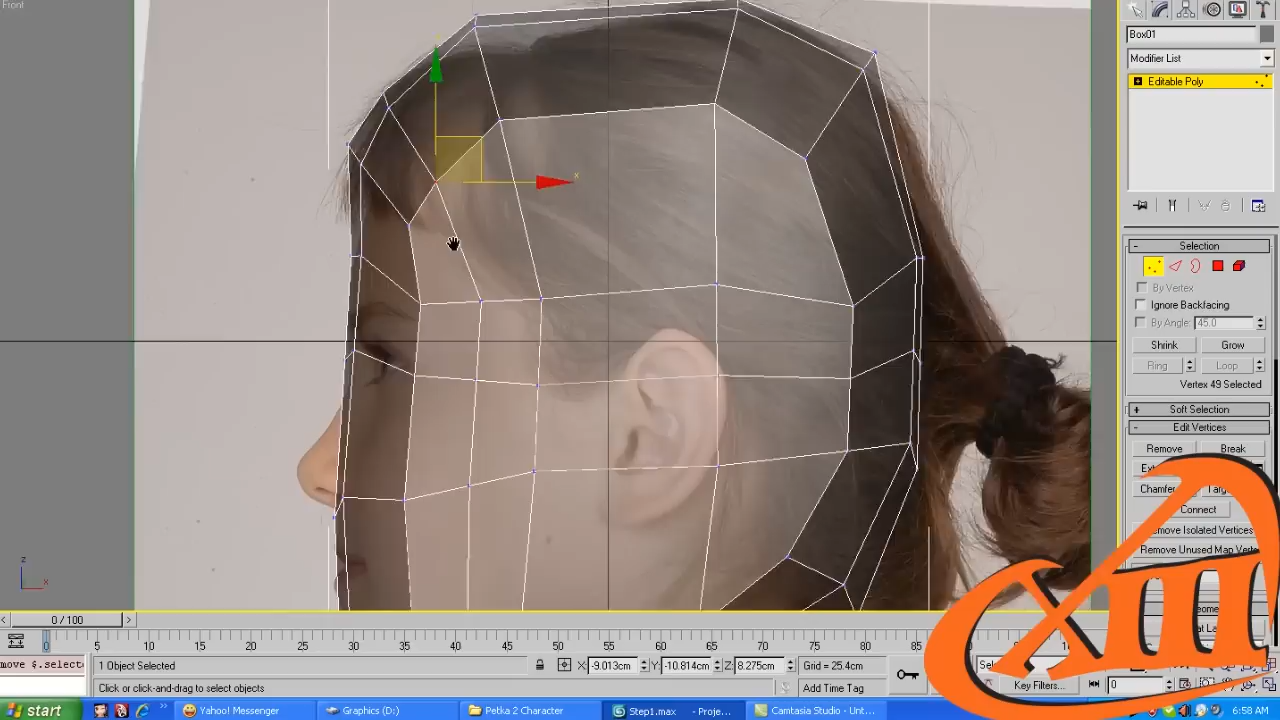 Front
Box01
Modifier List
Editable Poly
Selection
By Vertex
Ignore Backfacing
By Angle: 45.0
Shrink Grow
Ring Loop
Vertex 49 Selected
Soft Selection
Edit Vertices
Remove Break
Chamfer
Connect
Remove Isolated Vertices
z
x
x
XIII
0 / 100
0 5 10 15 20 25 30 35 40 45 50 55 60 65 70 75 80 85
move $.select
1 Object Selected X: -9.013cm Y: -10.814cm Z: 8.275cm Grid = 25.4cm
Click or click-and-drag to select objects Add Time Tag Key Filters... 0
start Yahoo! Messenger Graphics (D:) Petka 2 Character Step1.max - Proje... Camtasia Studio - Unt... 6:58 AM